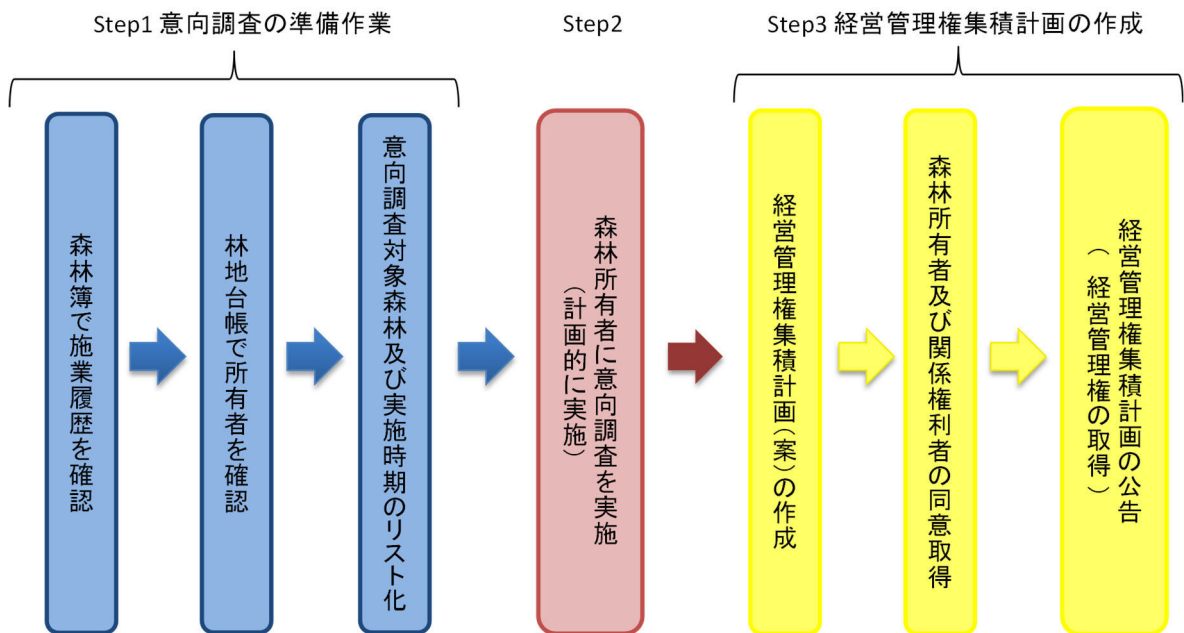 Step1 意向調査の準備作業
Step2
Step3 経営管理権集積計画の作成
森林簿で施業履歴を確認
林地台帳で所有者を確認
意向調査対象森林及び実施時期のリスト化
森林所有者に意向調査を実施
（計画的に実施）
経営管理権集積計画（案）の作成
森林所有者及び関係権利者の同意取得
経営管理権集積計画の公告
（　経営管理権の取得）